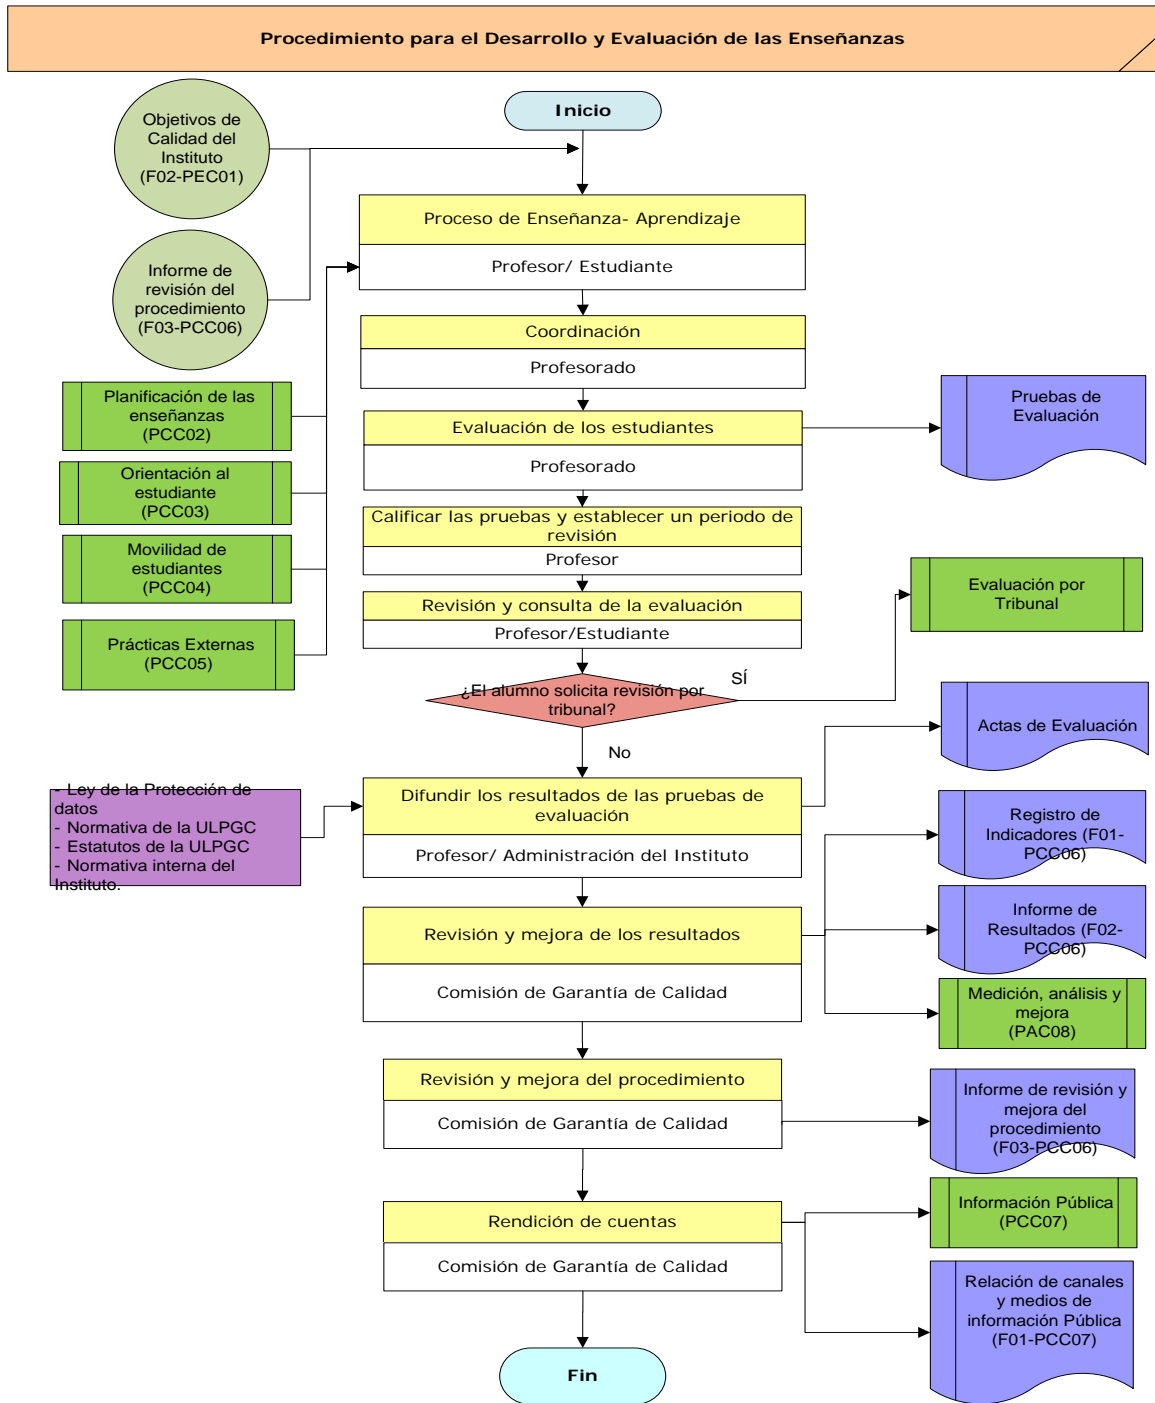 Procedimiento para el Desarrollo y Evaluación de las Enseñanzas
Inicio
Objetivos de
Calidad del
Instituto
(F02-PEC01)
Proceso de Enseñanza- Aprendizaje
Profesor/ Estudiante
Informe de
revisión del
procedimiento
(F03-PCC06)
Coordinación
Profesorado
Planificación de las
enseñanzas
(PCC02)
Evaluación de los estudiantes
Profesorado
Pruebas de
Evaluación
Orientación al
estudiante
(PCC03)
Calificar las pruebas y establecer un periodo de
revisión
Profesor
Movilidad de
estudiantes
(PCC04)
Revisión y consulta de la evaluación
Profesor/Estudiante
Evaluación por
Tribunal
Prácticas Externas
(PCC05)
¿El alumno solicita revisión por
tribunal?
SÍ
No
Actas de Evaluación
- Ley de la Protección de
datos
- Normativa de la ULPGC
- Estatutos de la ULPGC
- Normativa interna del
Instituto.
Difundir los resultados de las pruebas de
evaluación
Profesor/ Administración del Instituto
Registro de
Indicadores (F01-
PCC06)
Revisión y mejora de los resultados
Comisión de Garantía de Calidad
Informe de
Resultados (F02-
PCC06)
Medición, análisis y
mejora
(PAC08)
Revisión y mejora del procedimiento
Comisión de Garantía de Calidad
Informe de revisión y
mejora del
procedimiento
(F03-PCC06)
Rendición de cuentas
Comisión de Garantía de Calidad
Información Pública
(PCC07)
Relación de canales
y medios de
información Pública
(F01-PCC07)
Fin